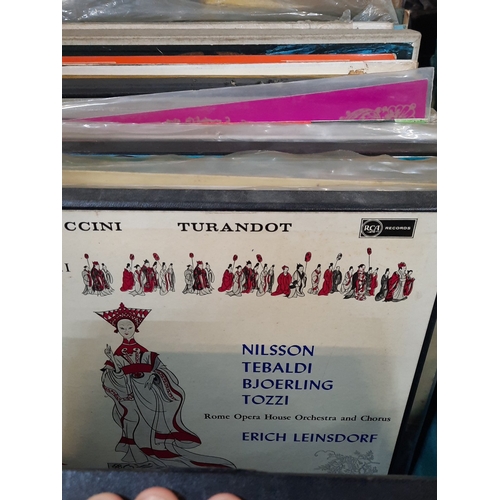 CCINI TURANDOT RCA RECORDS
I
NILSSON
TEBALDI
BJOERLING
TOZZI
Rome Opera House Orchestra and Chorus
ERICH LEINSDORF